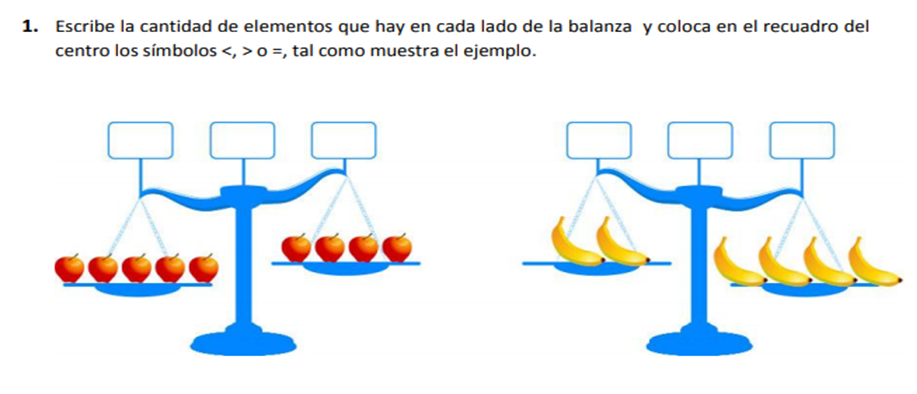 1. Escribe la cantidad de elementos que hay en cada lado de la balanza y coloca en el recuadro del
centro los símbolos <, > o =, tal como muestra el ejemplo.